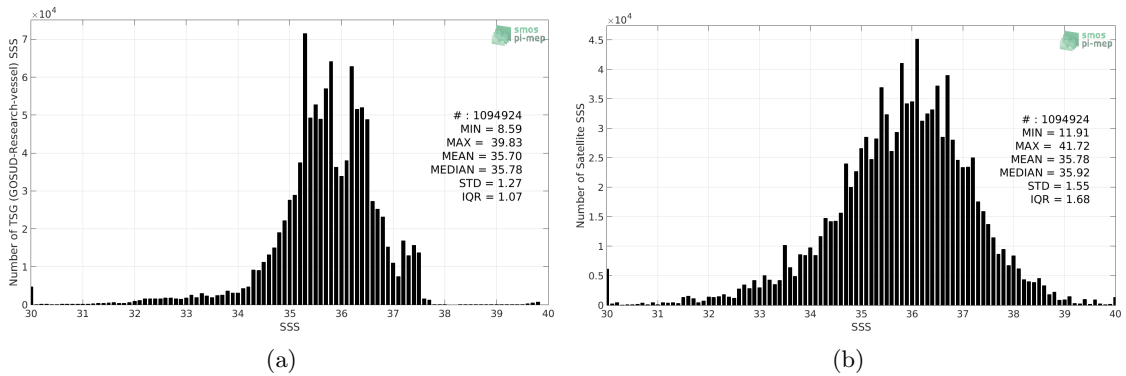 ×10⁴
7
6
5
4
3
2
1
0
Number of TSG (GOSUD-Research-vessel) SSS
smos
pi-mep
# : 1094924
MIN = 8.59
MAX = 39.83
MEAN = 35.70
MEDIAN = 35.78
STD = 1.27
IQR = 1.07
30 31 32 33 34 35 36 37 38 39 40
SSS
(a)
×10⁴
4.5
4
3.5
3
2.5
2
1.5
1
0.5
0
Number of Satellite SSS
smos
pi-mep
# : 1094924
MIN = 11.91
MAX = 41.72
MEAN = 35.78
MEDIAN = 35.92
STD = 1.55
IQR = 1.68
30 31 32 33 34 35 36 37 38 39 40
SSS
(b)